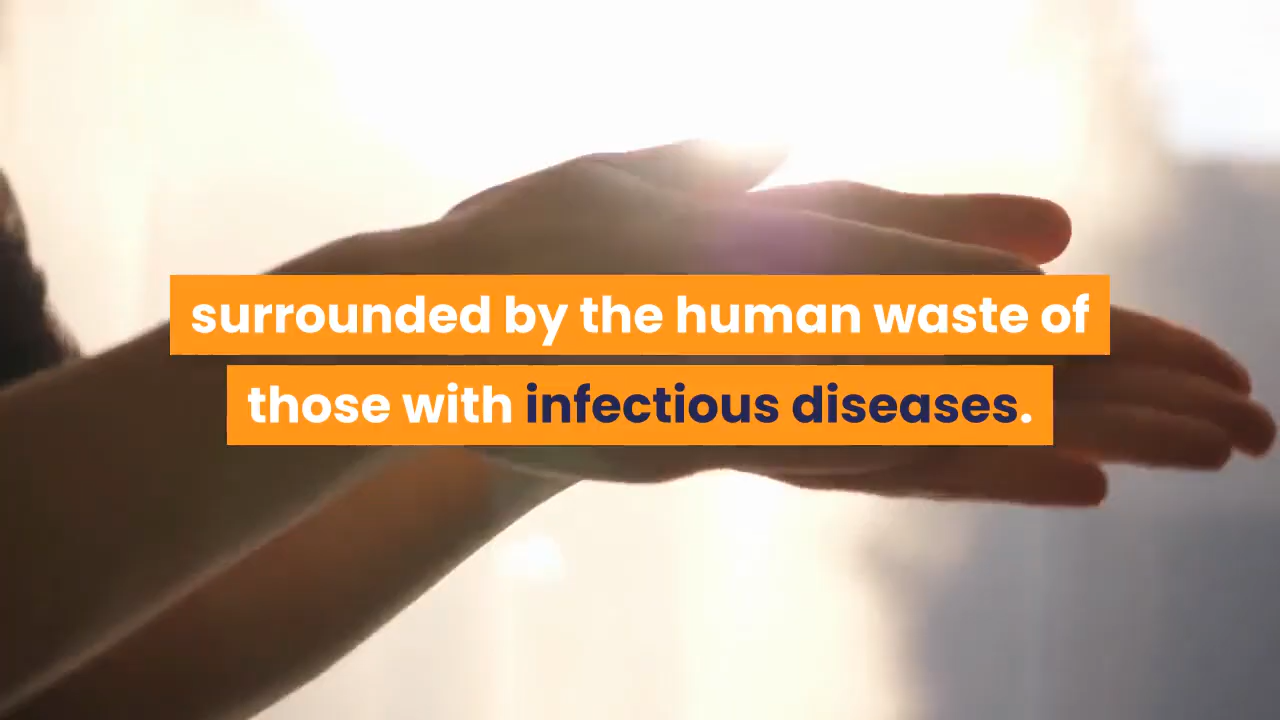 surrounded by the human waste of
those with infectious diseases.